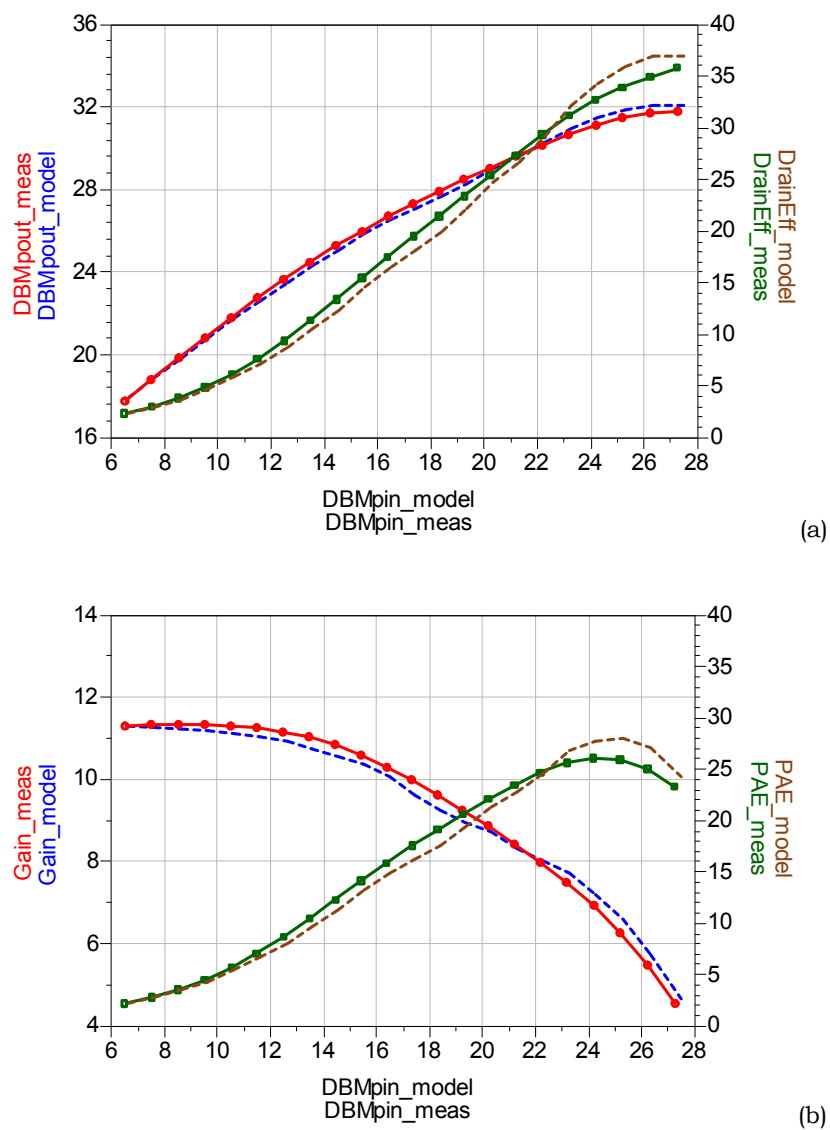 36
32
28
24
20
16
DBMpout_meas
DBMpout_model
40
35
30
25
20
15
10
5
0
DrainEff_model
DrainEff_meas
6 8 10 12 14 16 18 20 22 24 26 28
DBMpin_model
DBMpin_meas
(a)
14
12
10
8
6
4
Gain_meas
Gain_model
40
35
30
25
20
15
10
5
0
PAE_model
PAE_meas
6 8 10 12 14 16 18 20 22 24 26 28
DBMpin_model
DBMpin_meas
(b)